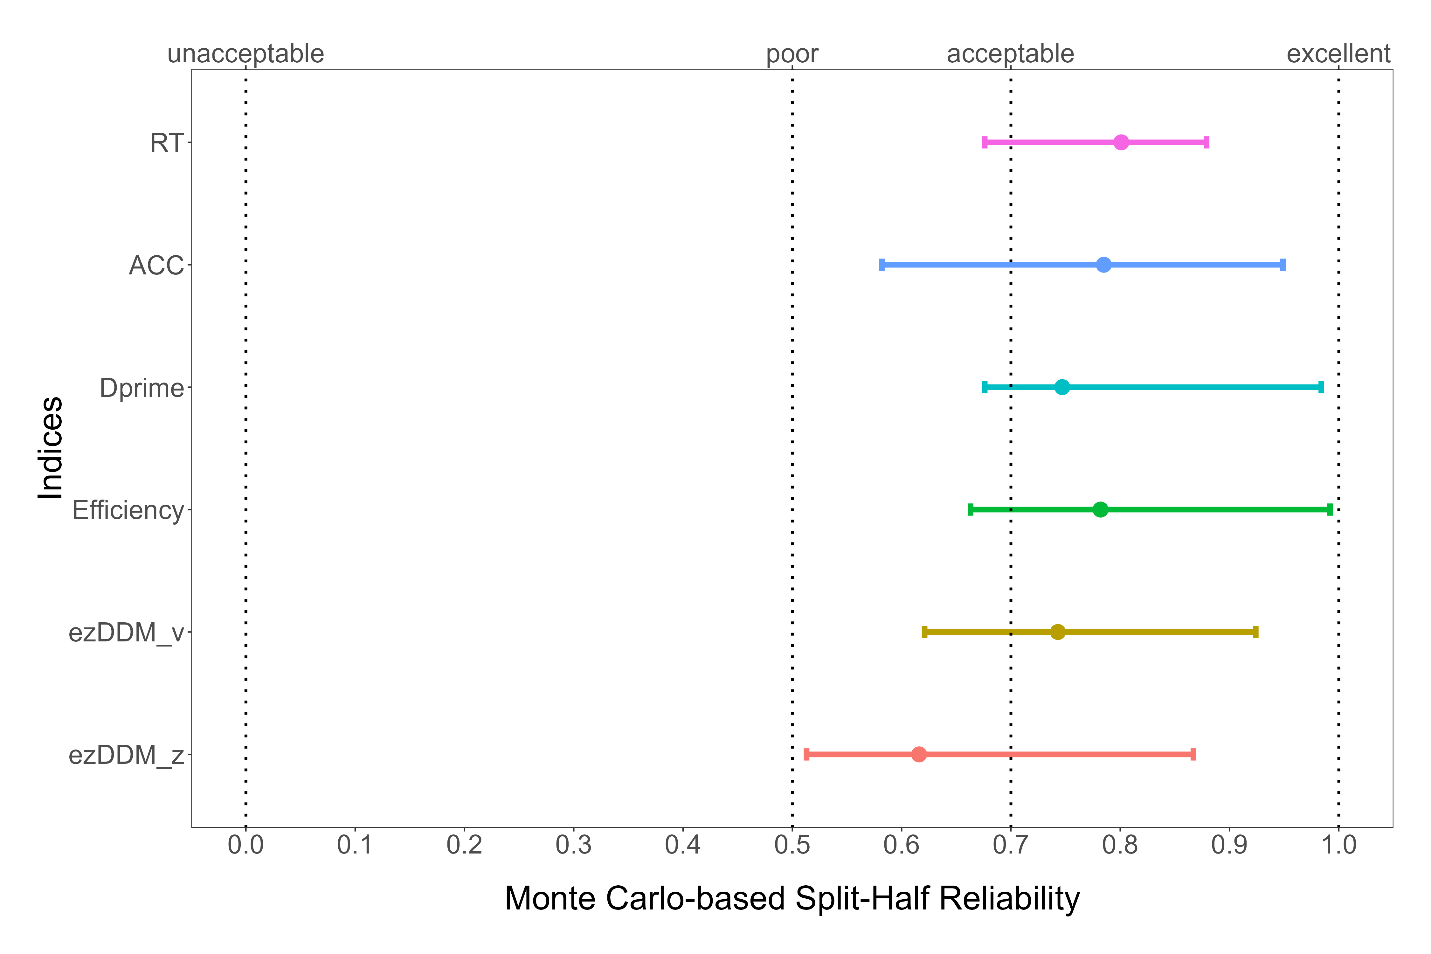 unacceptable poor acceptable excellent
RT
ACC
Dprime
Efficiency
ezDDM_v
ezDDM_z
Indices
0.0 0.1 0.2 0.3 0.4 0.5 0.6 0.7 0.8 0.9 1.0
Monte Carlo-based Split-Half Reliability